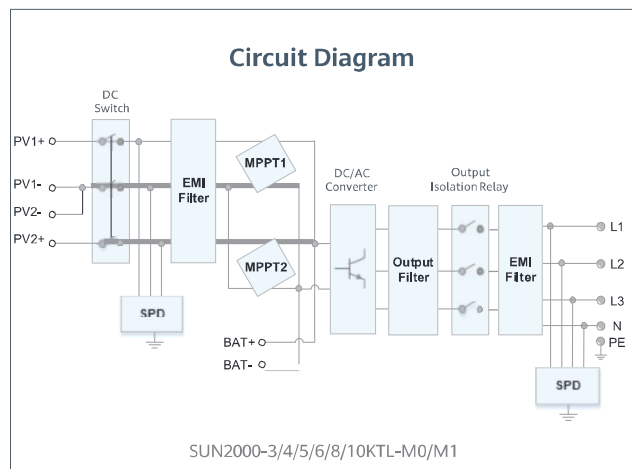 Circuit Diagram
DC
Switch
PV1+
PV1-
PV2-
PV2+
EMI
Filter
MPPT1
MPPT2
SPD
BAT+
BAT-
DC/AC
Converter
Output
Filter
Output
Isolation Relay
EMI
Filter
L1
L2
L3
N
PE
SPD
SUN2000-3/4/5/6/8/10KTL-M0/M1